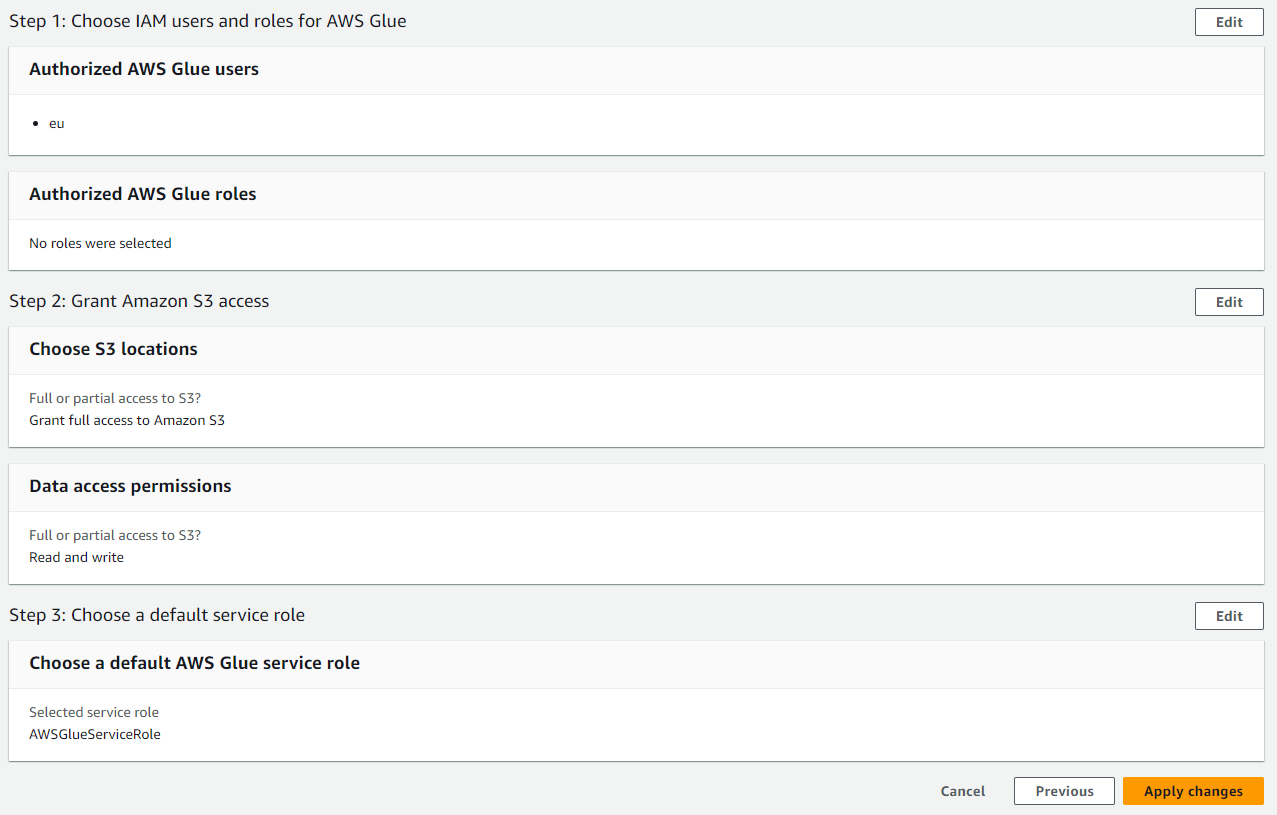 Step 1: Choose IAM users and roles for AWS Glue
Edit
Authorized AWS Glue users
• eu
Authorized AWS Glue roles
No roles were selected
Step 2: Grant Amazon S3 access
Edit
Choose S3 locations
Full or partial access to S3?
Grant full access to Amazon S3
Data access permissions
Full or partial access to S3?
Read and write
Step 3: Choose a default service role
Edit
Choose a default AWS Glue service role
Selected service role
AWSGlueServiceRole
Cancel
Previous
Apply changes